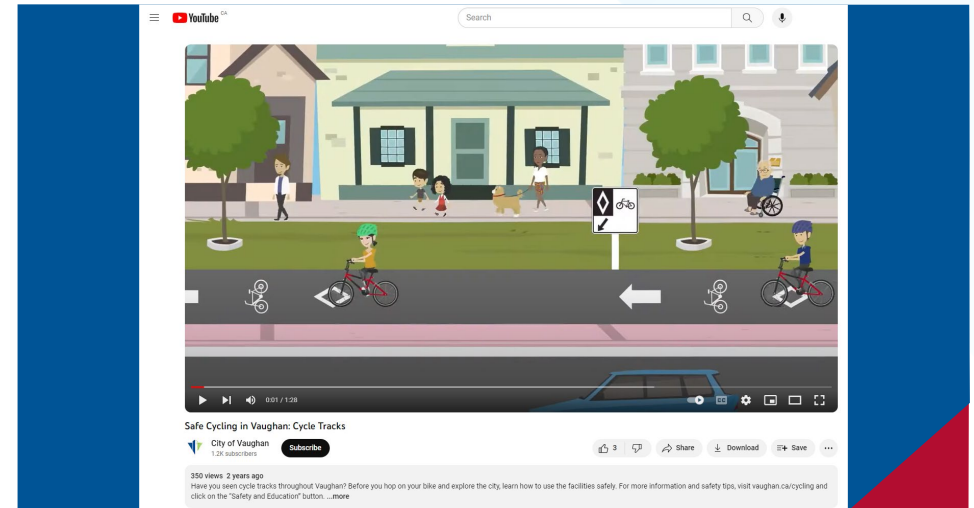 YouTube CA
Search
0:01 / 1:28
CC
Safe Cycling in Vaughan: Cycle Tracks
City of Vaughan
1.2K subscribers
Subscribe
3
Share
Download
Save
350 views 2 years ago
Have you seen cycle tracks throughout Vaughan? Before you hop on your bike and explore the city, learn how to use the facilities safely. For more information and safety tips, visit vaughan.ca/cycling and
click on the "Safety and Education" button. ...more